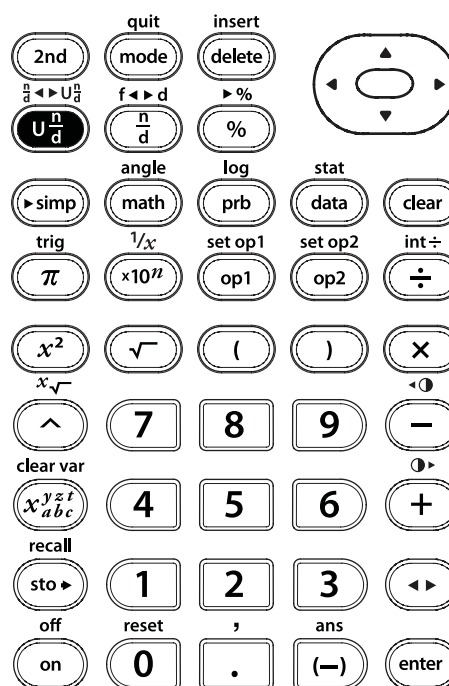 quit insert
2nd mode delete
n/d ◂▸ U n/d f ◂▸ d ▸%
U n/d n/d %
angle log stat
▸simp math prb data clear
trig 1/x set op1 set op2 int÷
π ×10ⁿ op1 op2 ÷
x² √ ( ) ×
ˣ√ ◂◑
^ 7 8 9 −
clear var ◑▸
x y z t a b c 4 5 6 +
recall
sto ▸ 1 2 3 ◂ ▸
off reset , ans
on 0 . (−) enter